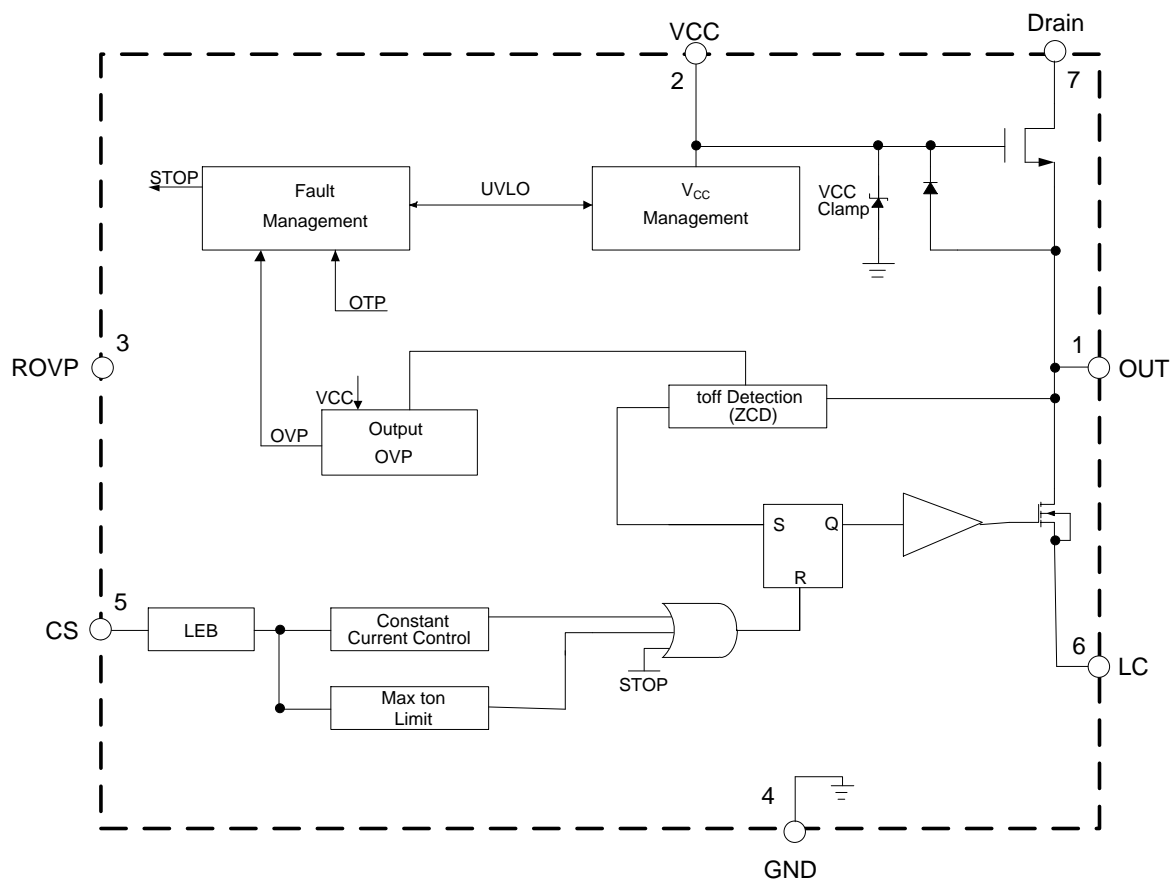 VCC
Drain
2
7
STOP
Fault
Management
UVLO
VCC
Management
VCC
Clamp
OTP
3
ROVP
1
OUT
VCC
toff Detection
(ZCD)
OVP
Output
OVP
S
Q
R
5
CS
LEB
Constant
Current Control
STOP
6
LC
Max ton
Limit
4
GND